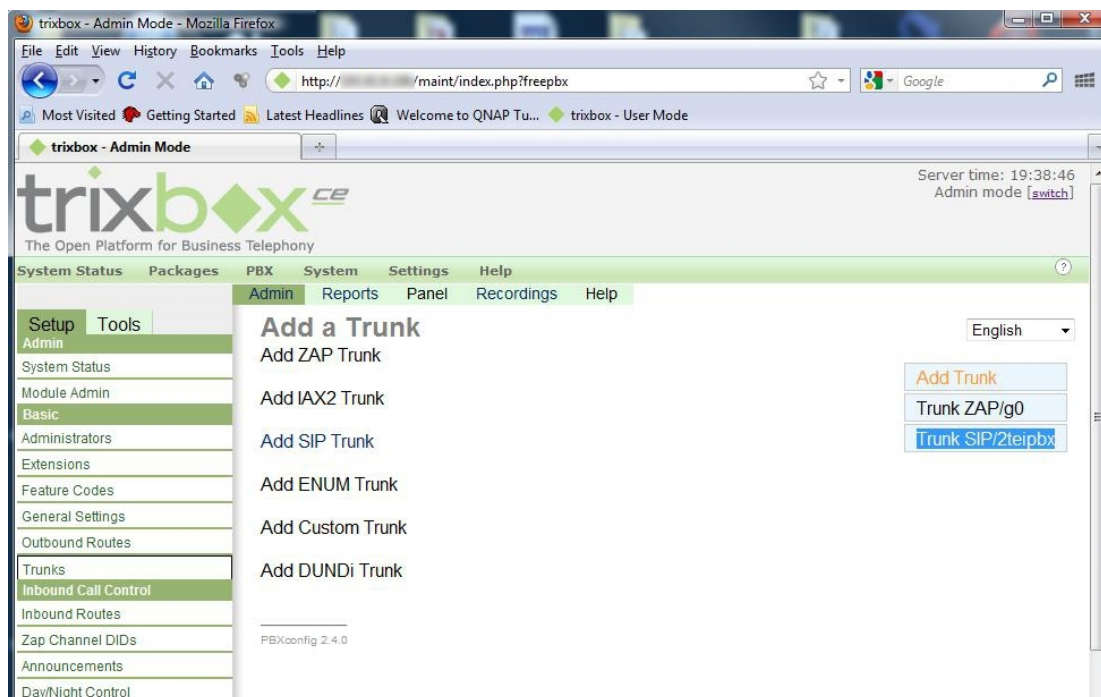 trixbox - Admin Mode - Mozilla Firefox
File Edit View History Bookmarks Tools Help
http:// /maint/index.php?freepbx
Google
Most Visited Getting Started Latest Headlines Welcome to QNAP Tu... trixbox - User Mode
trixbox - Admin Mode
Server time: 19:38:46
Admin mode [switch]
trixbox CE
The Open Platform for Business Telephony
System Status Packages PBX System Settings Help
Admin Reports Panel Recordings Help
Setup Tools
Admin
System Status
Module Admin
Basic
Administrators
Extensions
Feature Codes
General Settings
Outbound Routes
Trunks
Inbound Call Control
Inbound Routes
Zap Channel DIDs
Announcements
Day/Night Control
Add a Trunk
Add ZAP Trunk
Add IAX2 Trunk
Add SIP Trunk
Add ENUM Trunk
Add Custom Trunk
Add DUNDi Trunk
PBXconfig 2.4.0
English
Add Trunk
Trunk ZAP/g0
Trunk SIP/2teipbx